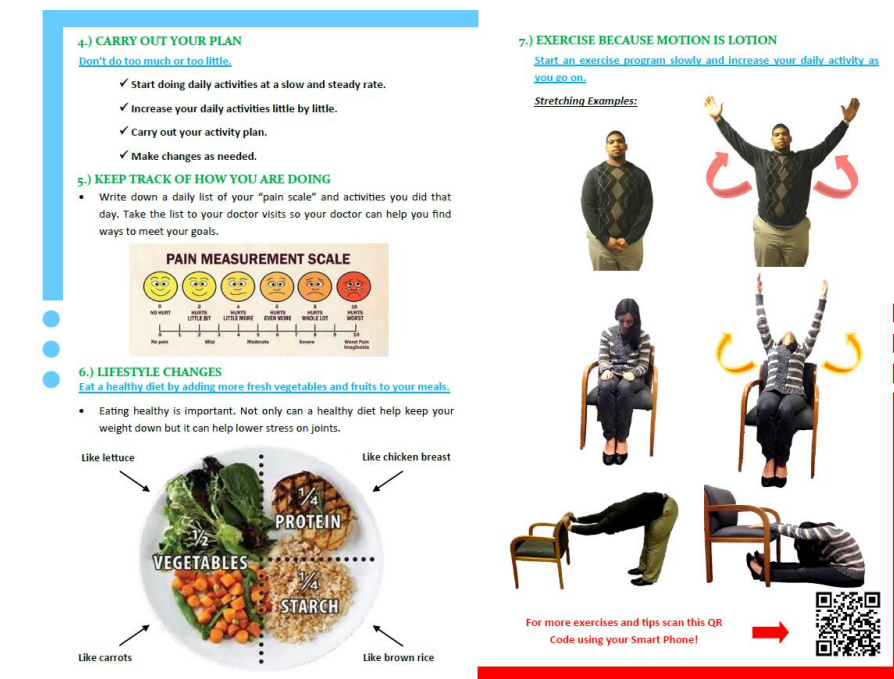 4.) CARRY OUT YOUR PLAN
Don't do too much or too little.
✓ Start doing daily activities at a slow and steady rate.
✓ Increase your daily activities little by little.
✓ Carry out your activity plan.
✓ Make changes as needed.
5.) KEEP TRACK OF HOW YOU ARE DOING
• Write down a daily list of your "pain scale" and activities you did that
day. Take the list to your doctor visits so your doctor can help you find
ways to meet your goals.
PAIN MEASUREMENT SCALE
0 2 4 6 8 10
NO HURT HURTS LITTLE BIT HURTS LITTLE MORE HURTS EVEN MORE HURTS WHOLE LOT HURTS WORST
0 1 2 3 4 5 6 7 8 9 10
No pain Mild Moderate Severe Worst Pain Imaginable
6.) LIFESTYLE CHANGES
Eat a healthy diet by adding more fresh vegetables and fruits to your meals.
• Eating healthy is important. Not only can a healthy diet help keep your
weight down but it can help lower stress on joints.
Like lettuce
Like chicken breast
1/4
PROTEIN
1/2
VEGETABLES
1/4
STARCH
Like carrots
Like brown rice
7.) EXERCISE BECAUSE MOTION IS LOTION
Start an exercise program slowly and increase your daily activity as
you go on.
Stretching Examples:
For more exercises and tips scan this QR
Code using your Smart Phone!